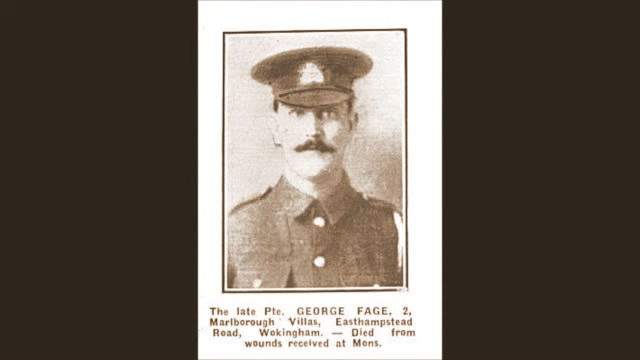 The late Pte. GEORGE FAGE, 2,
Marlborough Villas, Easthampstead
Road, Wokingham. — Died from
wounds received at Mons.